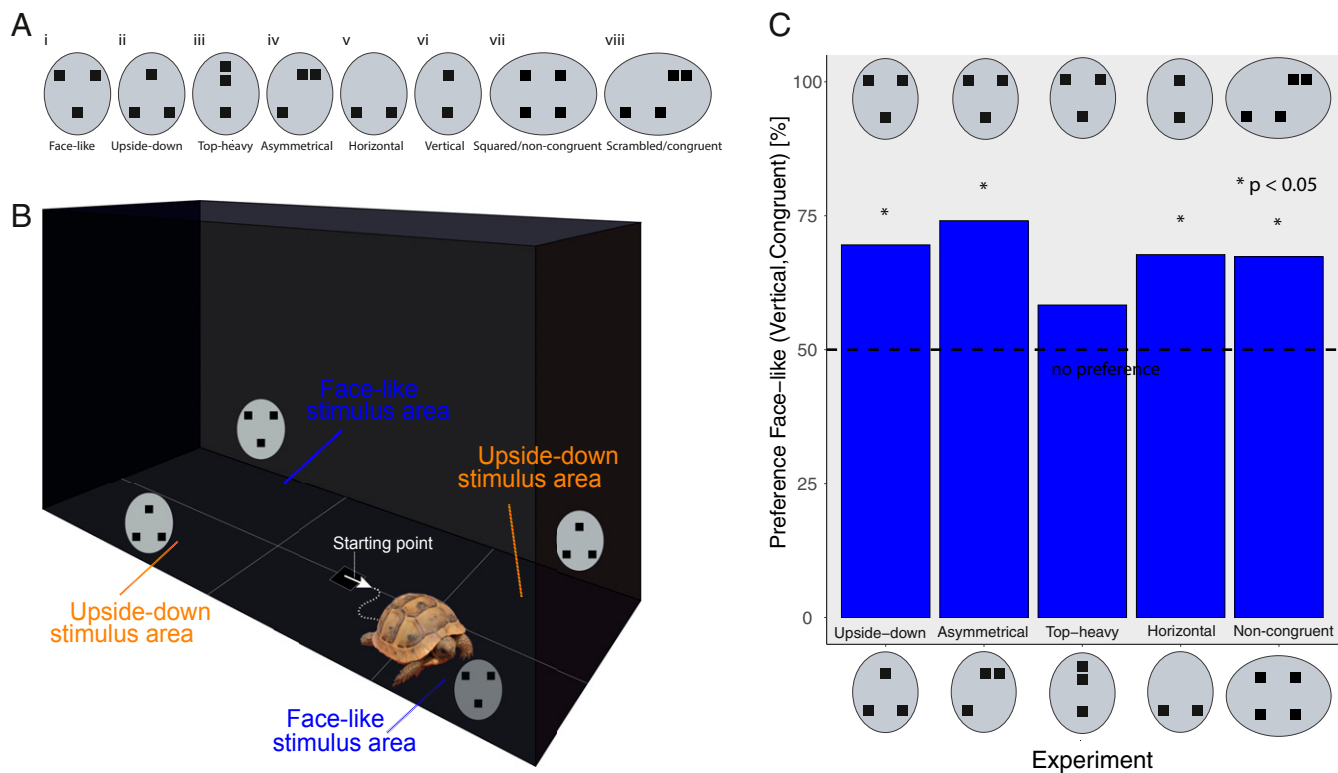 A
i ii iii iv v vi vii viii
Face-like Upside-down Top-heavy Asymmetrical Horizontal Vertical Squared/non-congruent Scrambled/congruent
B
Face-like
stimulus area
Upside-down
stimulus area
Starting point
Upside-down
stimulus area
Face-like
stimulus area
C
Preference Face−like (Vertical,Congruent) [%]
100
75
50
25
0
* p < 0.05
* * * *
no preference
Upside−down Asymmetrical Top−heavy Horizontal Non−congruent
Experiment